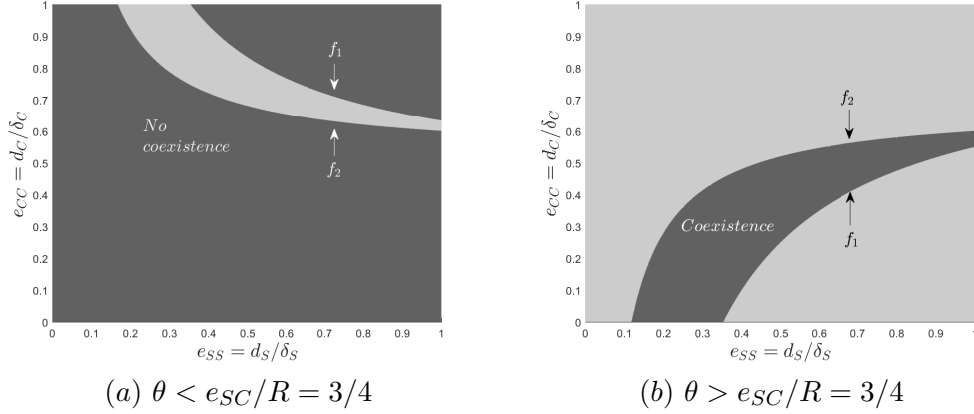 1
0.9
0.8
0.7
0.6
0.5
0.4
0.3
0.2
0.1
0
e_{CC} = d_C/δ_C
f_1
f_2
No
coexistence
0 0.1 0.2 0.3 0.4 0.5 0.6 0.7 0.8 0.9 1
e_{SS} = d_S/δ_S
(a) θ < e_{SC}/R = 3/4
1
0.9
0.8
0.7
0.6
0.5
0.4
0.3
0.2
0.1
0
e_{CC} = d_C/δ_C
f_2
Coexistence
f_1
0 0.1 0.2 0.3 0.4 0.5 0.6 0.7 0.8 0.9 1
e_{SS} = d_S/δ_S
(b) θ > e_{SC}/R = 3/4